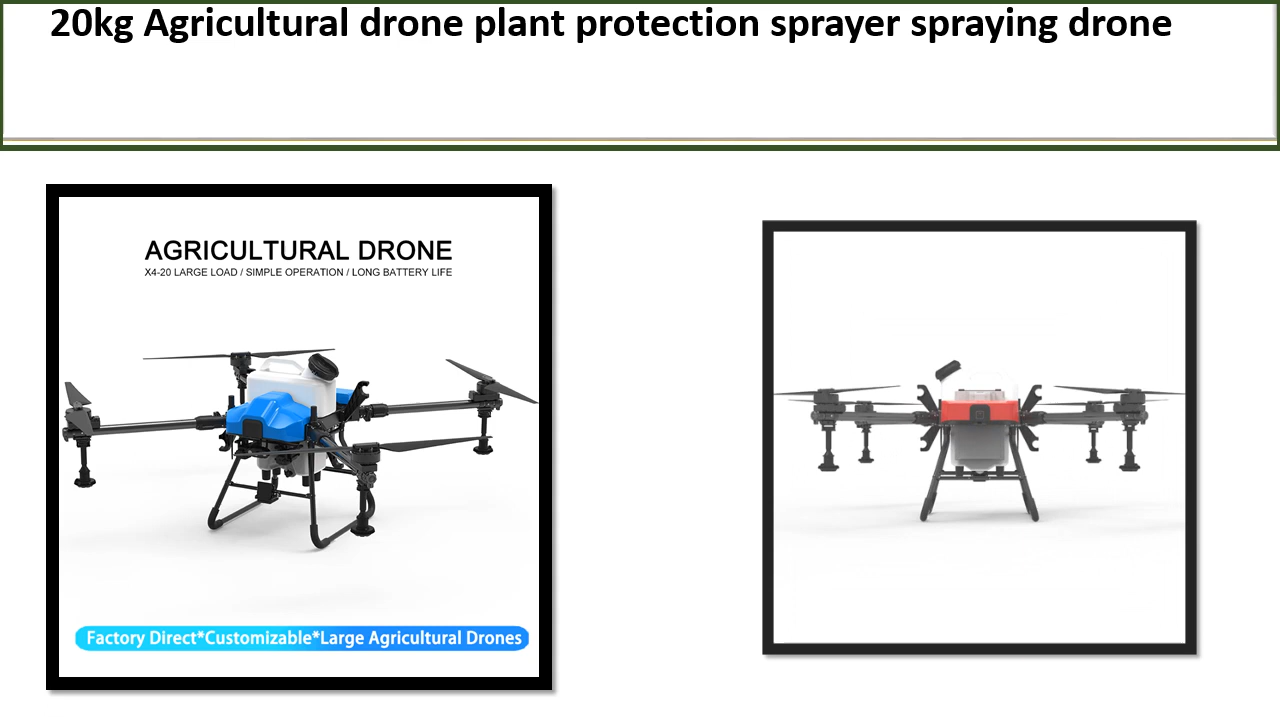 20kg Agricultural drone plant protection sprayer spraying drone
AGRICULTURAL DRONE
X4-20 LARGE LOAD / SIMPLE OPERATION / LONG BATTERY LIFE
Factory Direct*Customizable*Large Agricultural Drones